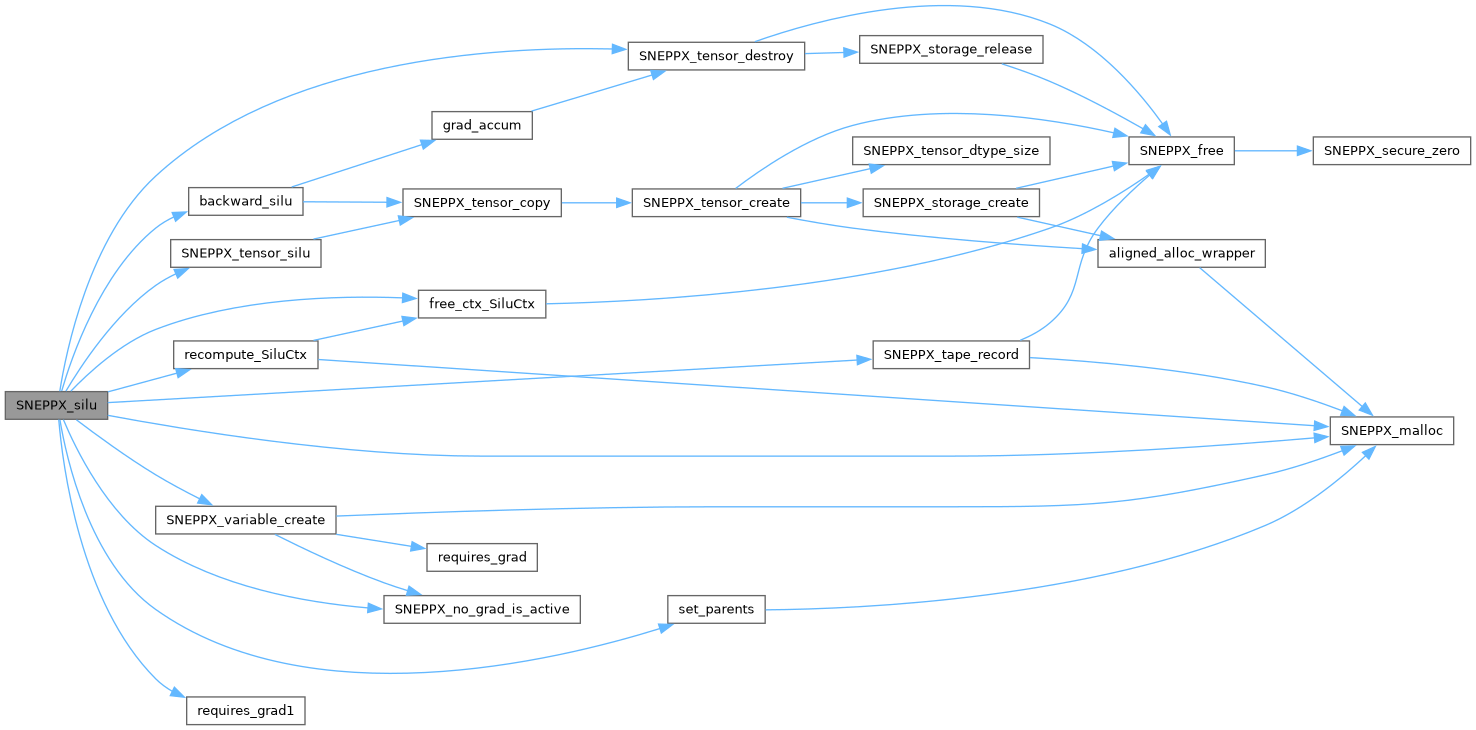 SNEPPX_silu
backward_silu
SNEPPX_tensor_silu
recompute_SiluCtx
SNEPPX_variable_create
requires_grad1
grad_accum
SNEPPX_tensor_copy
free_ctx_SiluCtx
requires_grad
SNEPPX_no_grad_is_active
SNEPPX_tensor_destroy
SNEPPX_tensor_create
set_parents
SNEPPX_storage_release
SNEPPX_tensor_dtype_size
SNEPPX_storage_create
SNEPPX_tape_record
SNEPPX_free
aligned_alloc_wrapper
SNEPPX_secure_zero
SNEPPX_malloc